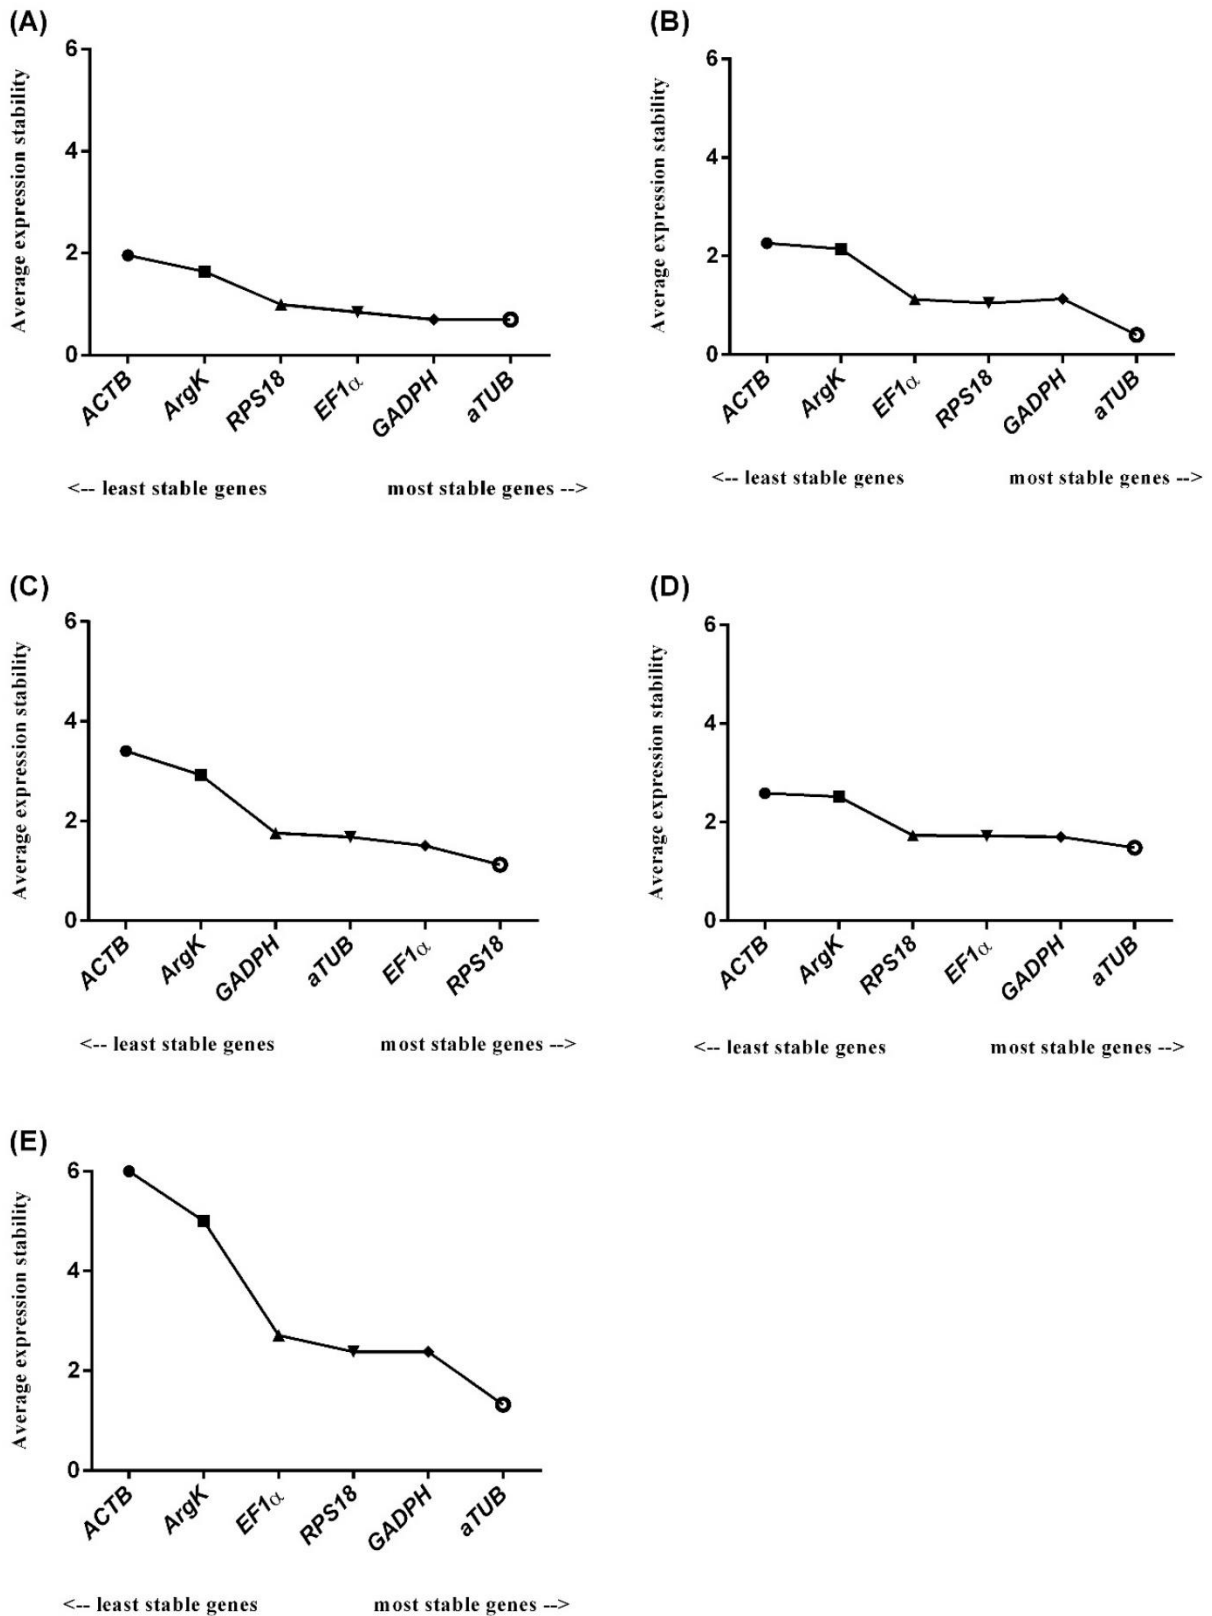 (A)
Average expression stability
6
4
2
0
ACTB
ArgK
RPS18
EF1α
GADPH
aTUB
<-- least stable genes
most stable genes -->
(B)
Average expression stability
6
4
2
0
ACTB
ArgK
EF1α
RPS18
GADPH
aTUB
<-- least stable genes
most stable genes -->
(C)
Average expression stability
6
4
2
0
ACTB
ArgK
GADPH
aTUB
EF1α
RPS18
<-- least stable genes
most stable genes -->
(D)
Average expression stability
6
4
2
0
ACTB
ArgK
RPS18
EF1α
GADPH
aTUB
<-- least stable genes
most stable genes -->
(E)
Average expression stability
6
4
2
0
ACTB
ArgK
EF1α
RPS18
GADPH
aTUB
<-- least stable genes
most stable genes -->